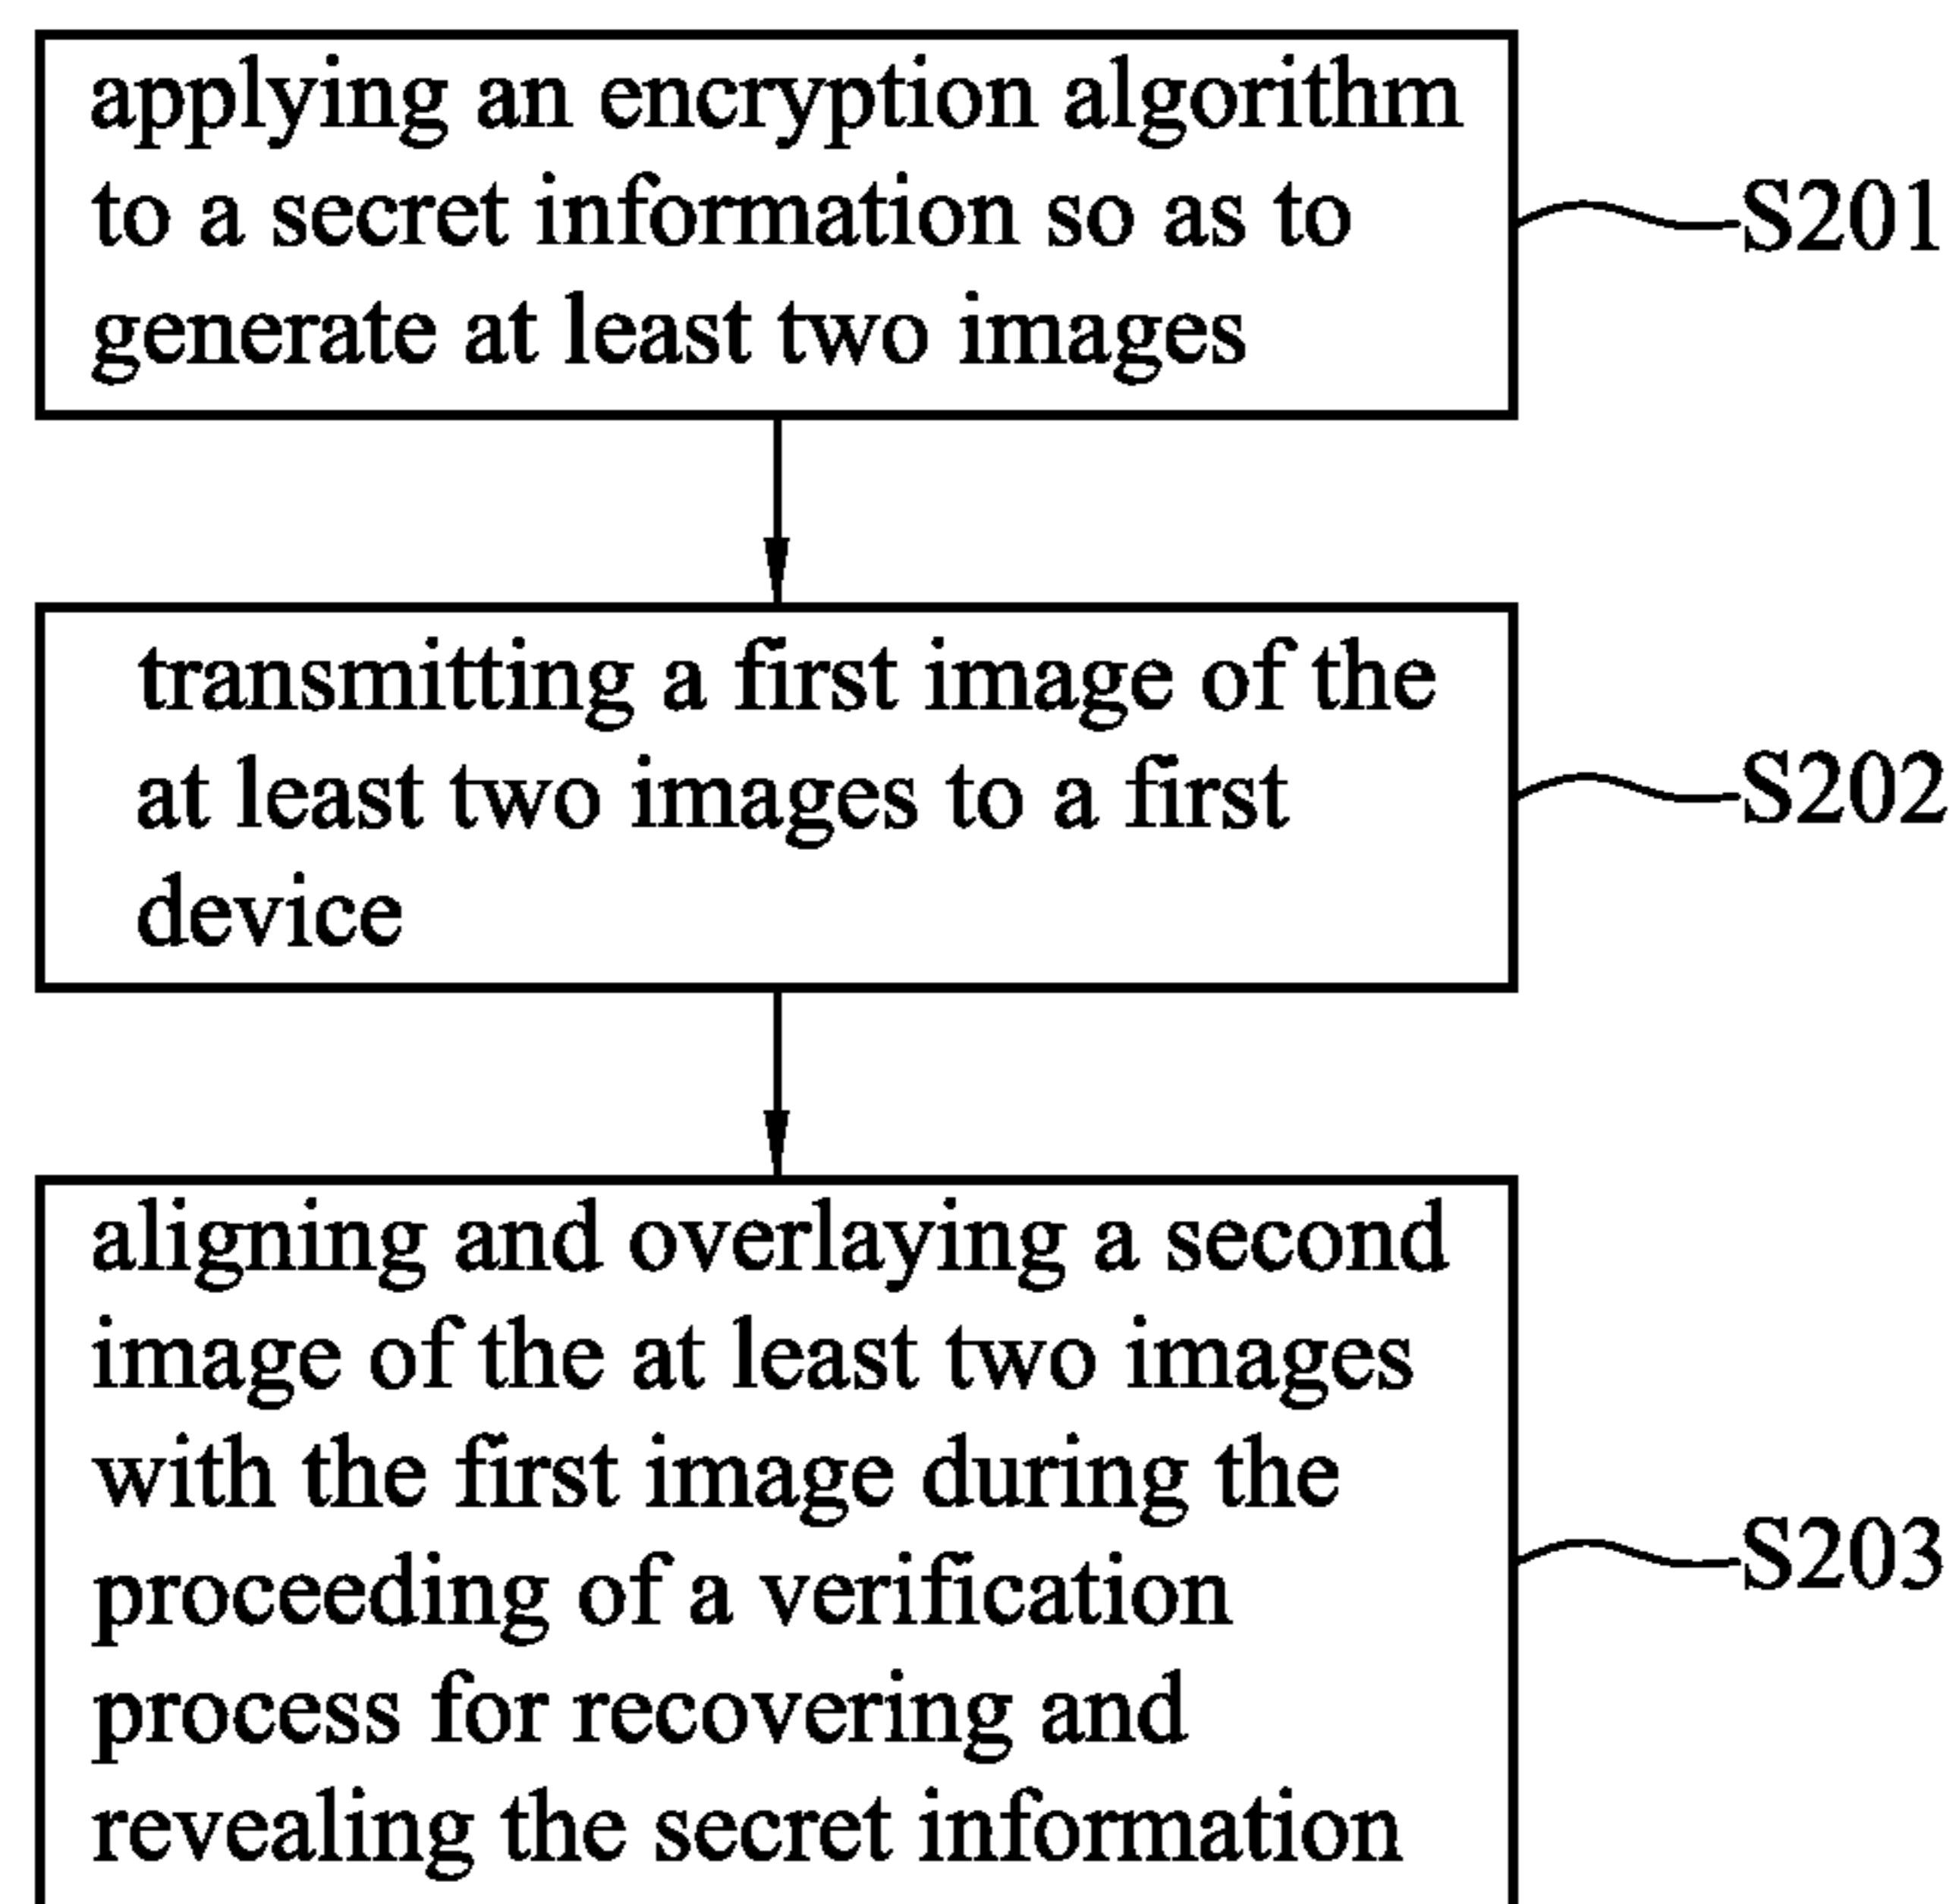 applying an encryption algorithm
to a secret information so as to
generate at least two images
S201
transmitting a first image of the
at least two images to a first
device
S202
aligning and overlaying a second
image of the at least two images
with the first image during the
proceeding of a verification
process for recovering and
revealing the secret information
S203